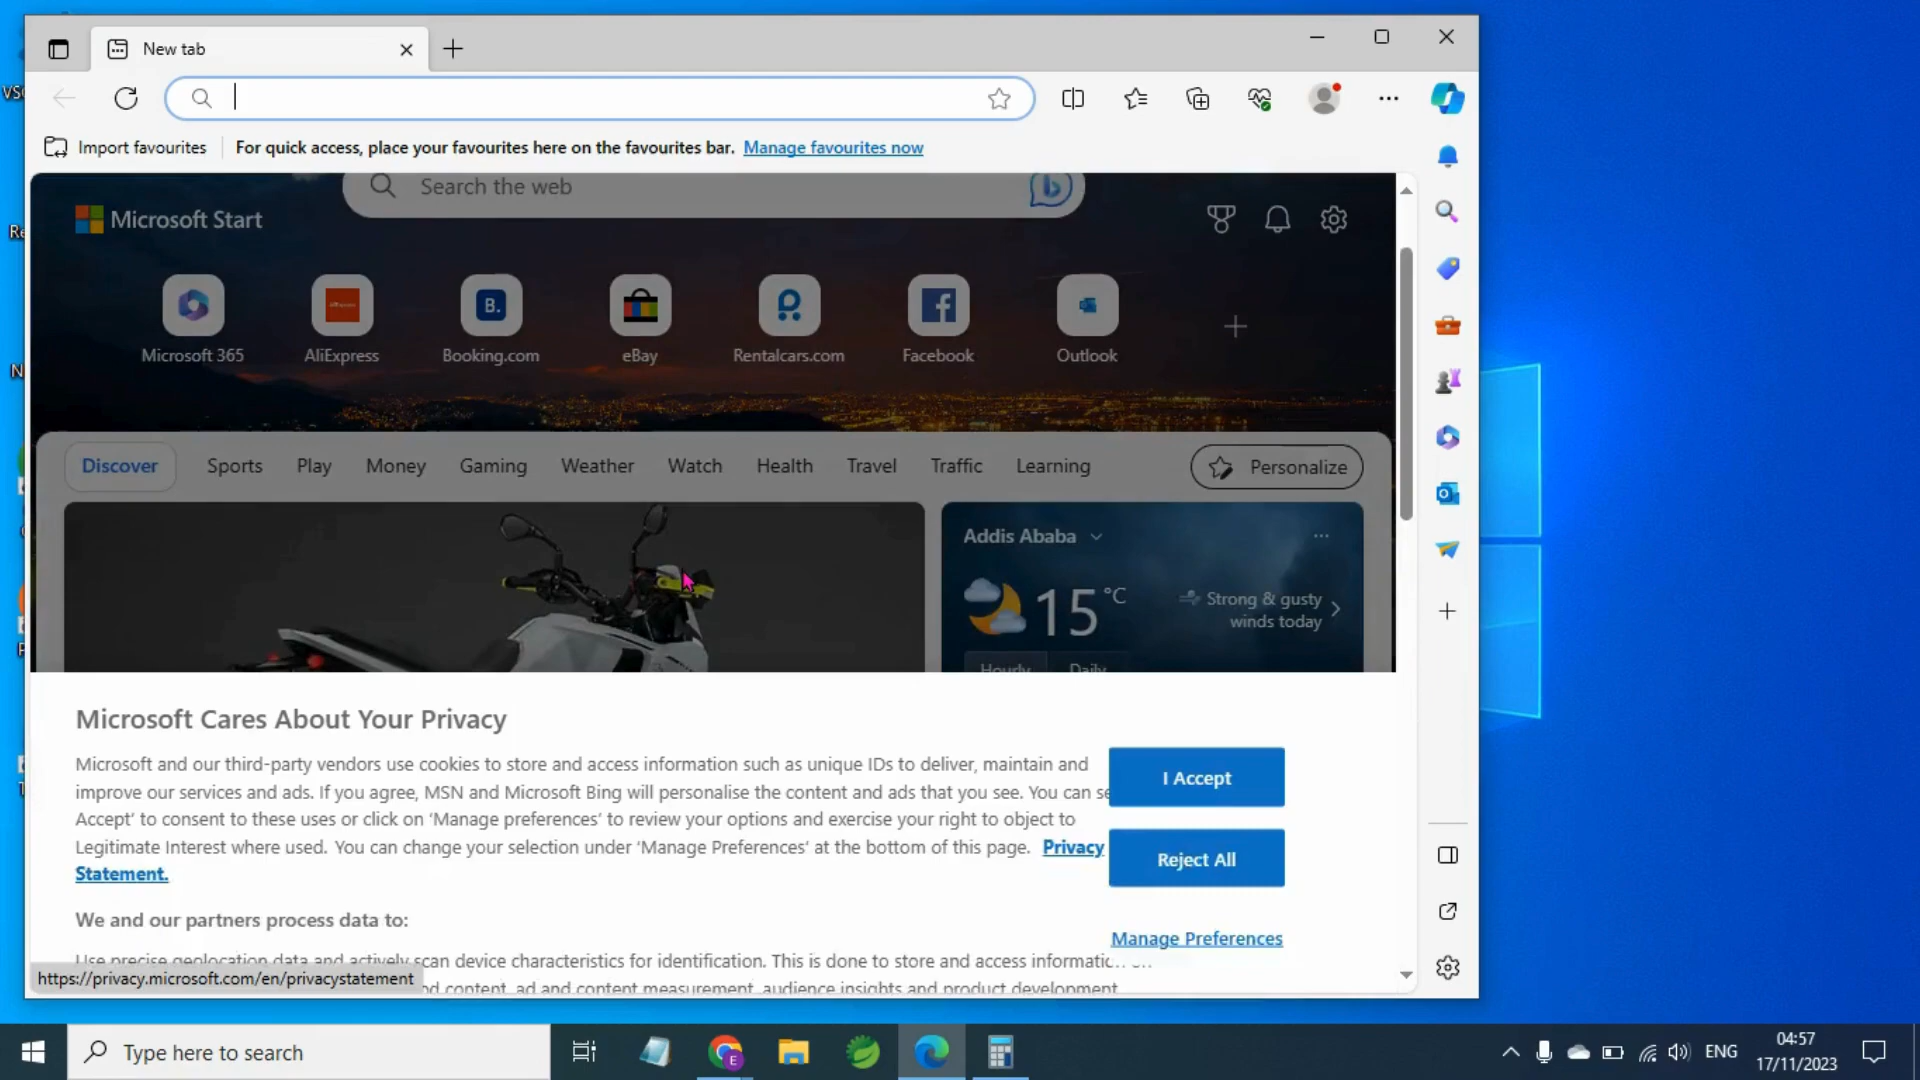 New tab
Import favourites
For quick access, place your favourites here on the favourites bar. Manage favourites now
Search the web
Microsoft Start
Microsoft 365
AliExpress
B.
Booking.com
eBay
Rentalcars.com
Facebook
Outlook
Discover
Sports
Play
Money
Gaming
Weather
Watch
Health
Travel
Traffic
Learning
Personalize
Addis Ababa
15 °C
Strong & gusty
winds today
Hourly
Daily
Microsoft Cares About Your Privacy
Microsoft and our third-party vendors use cookies to store and access information such as unique IDs to deliver, maintain and
improve our services and ads. If you agree, MSN and Microsoft Bing will personalise the content and ads that you see. You can se
Accept' to consent to these uses or click on 'Manage preferences' to review your options and exercise your right to object to
Legitimate Interest where used. You can change your selection under 'Manage Preferences' at the bottom of this page. Privacy
Statement.
I Accept
Reject All
Manage Preferences
We and our partners process data to:
Use precise geolocation data and actively scan device characteristics for identification. This is done to store and access information
https://privacy.microsoft.com/en/privacystatement
content, ad and content measurement, audience insights and product development.
Type here to search
E
ENG
04:57
17/11/2023